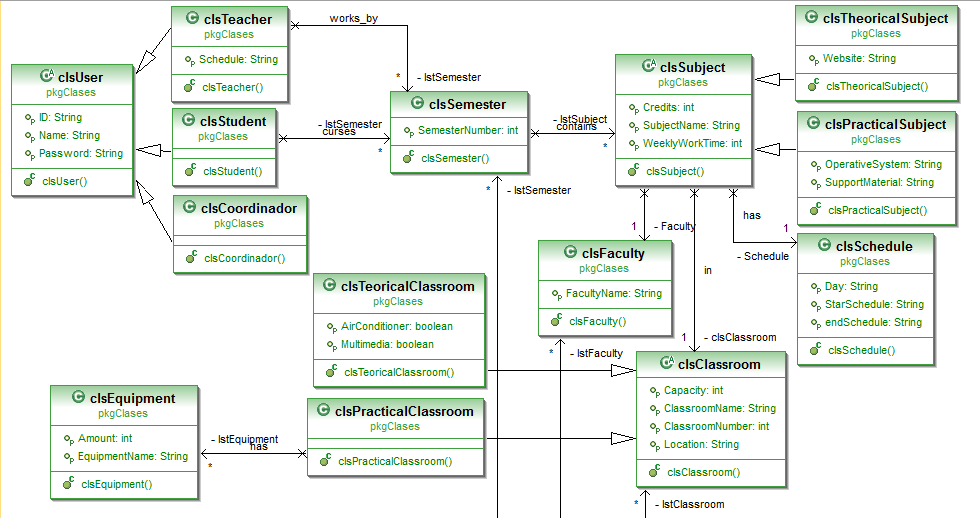 clsTeacher
pkgClases
Schedule: String
clsTeacher()
works_by
* - lstSemester
clsUser
pkgClases
ID: String
Name: String
Password: String
clsUser()
clsStudent
pkgClases
clsStudent()
- lstSemester
curses
*
clsCoordinador
pkgClases
clsCoordinador()
clsSemester
pkgClases
SemesterNumber: int
clsSemester()
* - lstSemester
- lstSubject
contains
*
clsSubject
pkgClases
Credits: int
SubjectName: String
WeeklyWorkTime: int
clsSubject()
clsTheoricalSubject
pkgClases
Website: String
clsTheoricalSubject()
clsPracticalSubject
pkgClases
OperativeSystem: String
SupportMaterial: String
clsPracticalSubject()
1 - Faculty
has
1
- Schedule
in
1 - clsClassroom
clsSchedule
pkgClases
Day: String
StarSchedule: String
endSchedule: String
clsSchedule()
clsFaculty
pkgClases
FacultyName: String
clsFaculty()
* - lstFaculty
clsTeoricalClassroom
pkgClases
AirConditioner: boolean
Multimedia: boolean
clsTeoricalClassroom()
clsClassroom
pkgClases
Capacity: int
ClassroomName: String
ClassroomNumber: int
Location: String
clsClassroom()
* - lstClassroom
clsEquipment
pkgClases
Amount: int
EquipmentName: String
clsEquipment()
- lstEquipment
has
*
clsPracticalClassroom
pkgClases
clsPracticalClassroom()